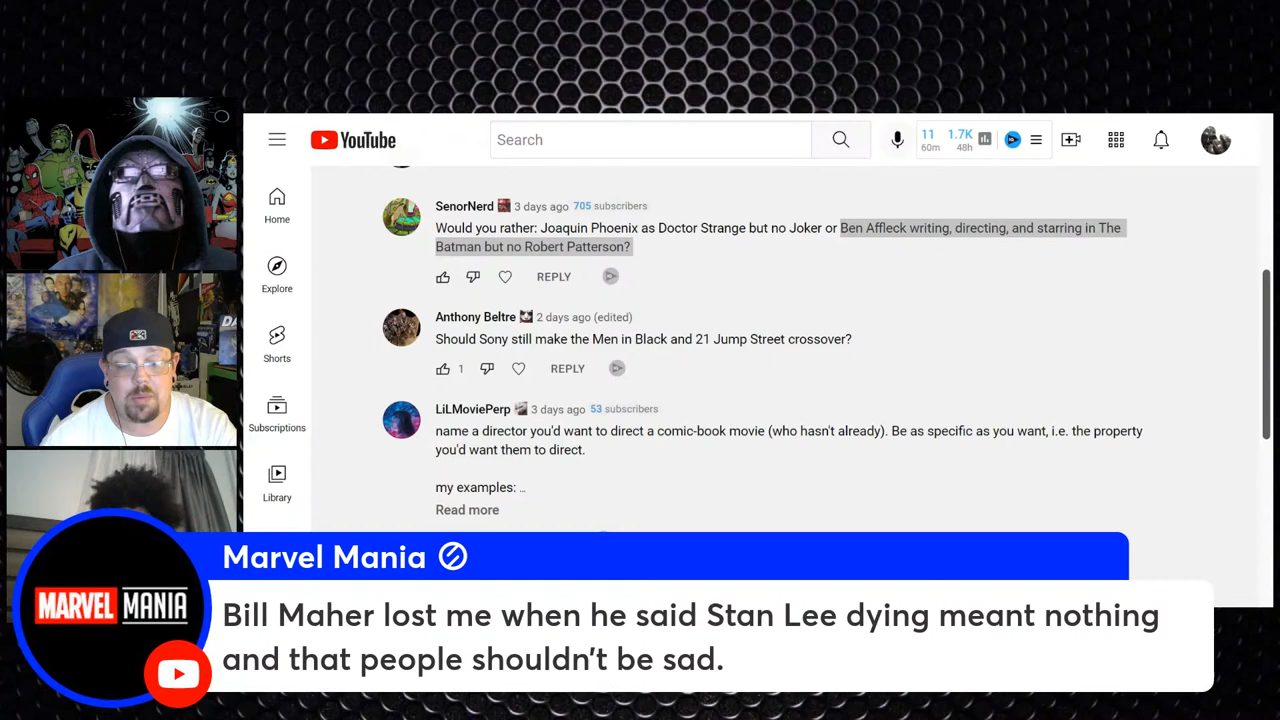 YouTube
Search
11 60m
1.7K 48h
Home
Explore
Shorts
Subscriptions
Library
SenorNerd 3 days ago 705 subscribers
Would you rather: Joaquin Phoenix as Doctor Strange but no Joker or Ben Affleck writing, directing, and starring in The
Batman but no Robert Patterson?
REPLY
Anthony Beltre 2 days ago (edited)
Should Sony still make the Men in Black and 21 Jump Street crossover?
1 REPLY
LiLMoviePerp 3 days ago 53 subscribers
name a director you'd want to direct a comic-book movie (who hasn't already). Be as specific as you want, i.e. the property
you'd want them to direct.
my examples: ...
Read more
MARVEL MANIA
Marvel Mania
Bill Maher lost me when he said Stan Lee dying meant nothing
and that people shouldn't be sad.